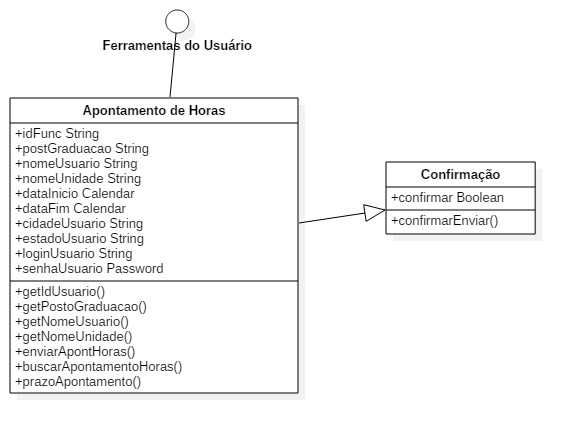 Ferramentas do Usuário
Apontamento de Horas
+idFunc String
+postGraduacao String
+nomeUsuario String
+nomeUnidade String
+dataInicio Calendar
+dataFim Calendar
+cidadeUsuario String
+estadoUsuario String
+loginUsuario String
+senhaUsuario Password
+getIdUsuario()
+getPostoGraduacao()
+getNomeUsuario()
+getNomeUnidade()
+enviarApontHoras()
+buscarApontamentoHoras()
+prazoApontamento()
Confirmação
+confirmar Boolean
+confirmarEnviar()